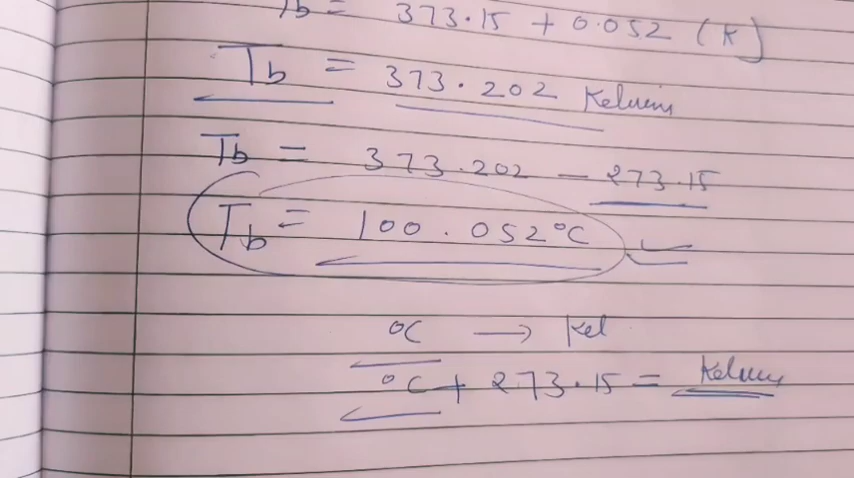 Tb = 373.15 + 0.052 (K)
Tb = 373.202 Kelvin
Tb = 373.202 - 273.15
Tb = 100.052°C
°C → Kel
°C + 273.15 = Kelvin